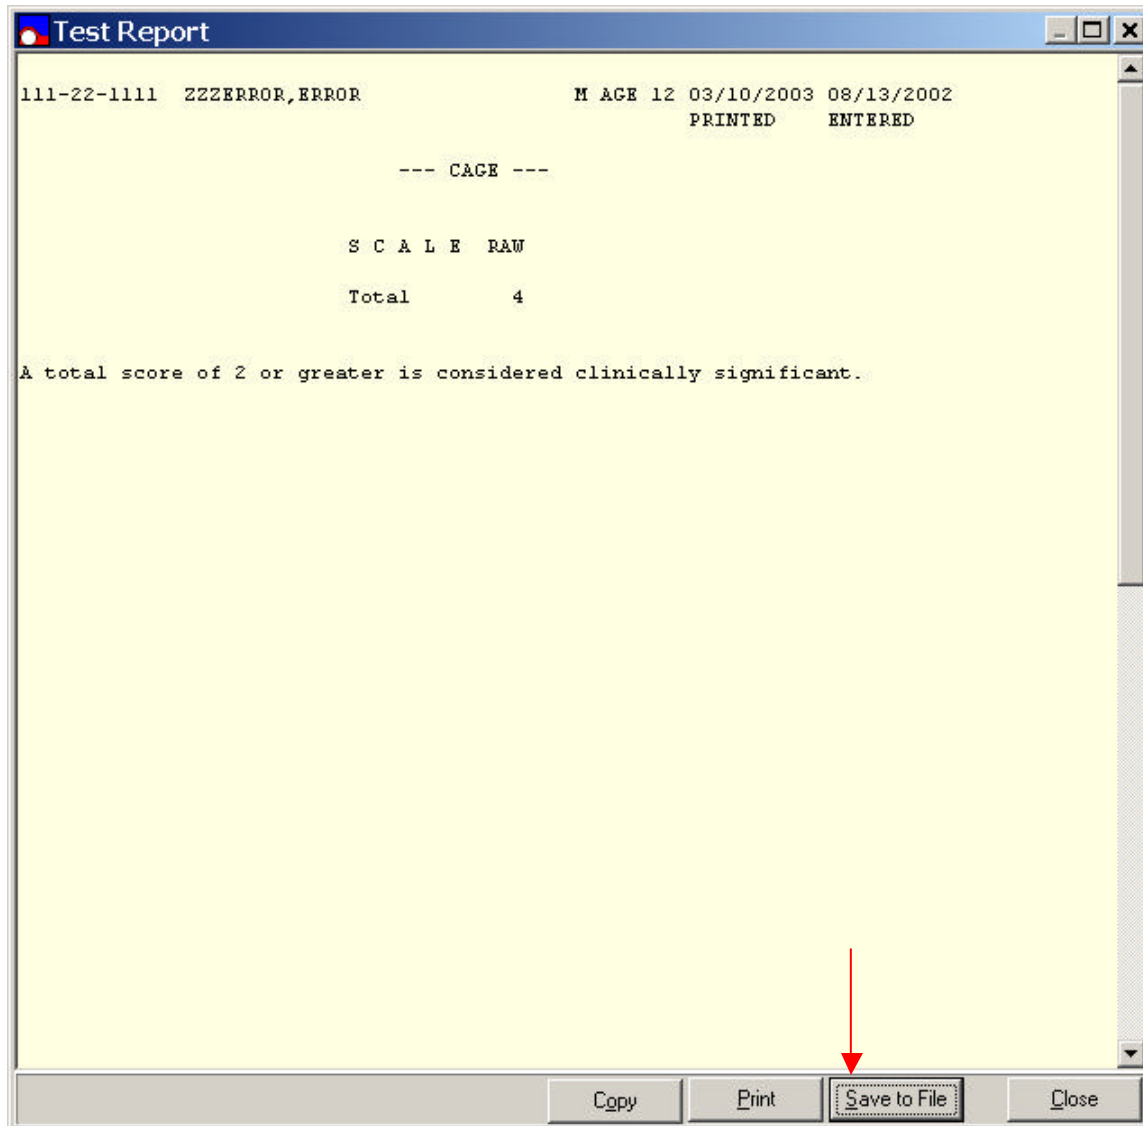 Test Report
111-22-1111 ZZZERROR,ERROR M AGE 12 03/10/2003 08/13/2002
PRINTED ENTERED
--- CAGE ---
S C A L E RAW
Total 4
A total score of 2 or greater is considered clinically significant.
Copy Print Save to File Close